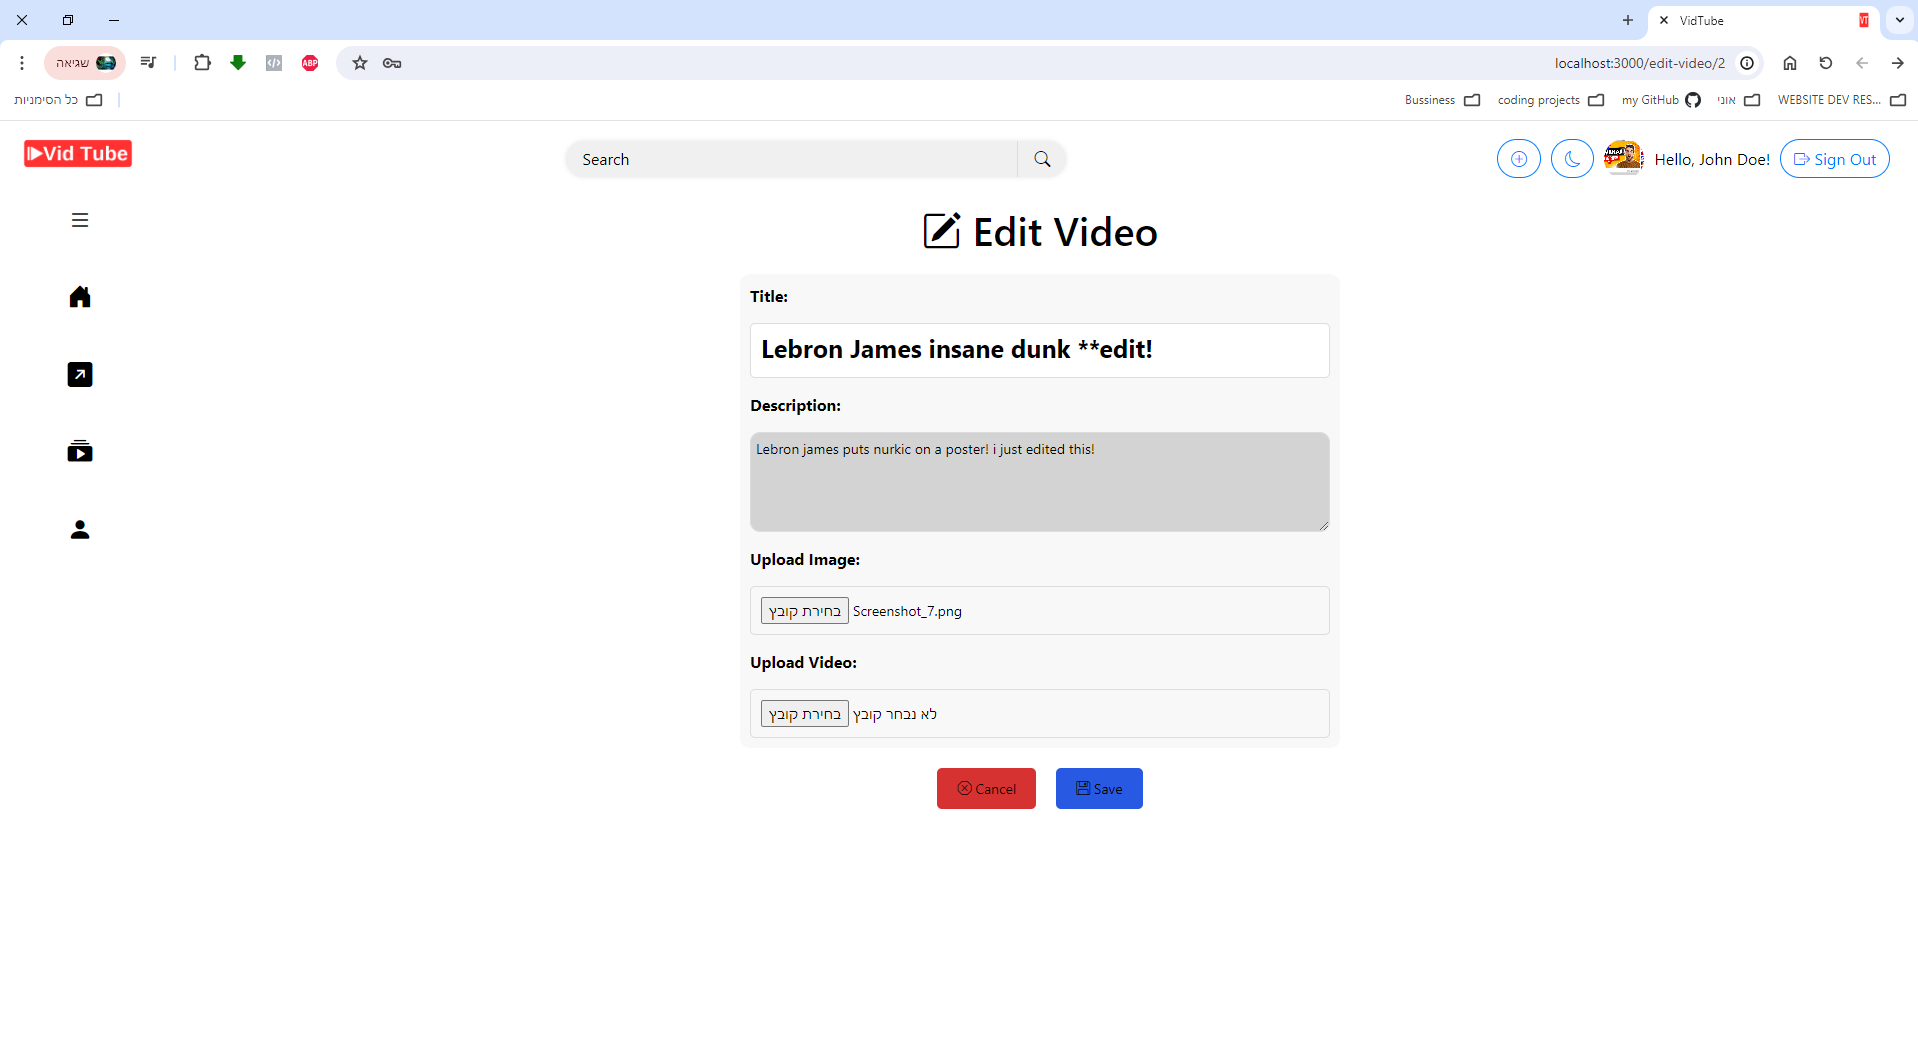 VidTube
VT
שגיאה
ABP
localhost:3000/edit-video/2
כל הסימניות
Bussiness
coding projects
my GitHub
אוני
WEBSITE DEV RES...
Vid Tube
Search
Hello, John Doe!
Sign Out
Edit Video
Title:
Lebron James insane dunk **edit!
Description:
Lebron james puts nurkic on a poster! i just edited this!
Upload Image:
בחירת קובץ Screenshot_7.png
Upload Video:
בחירת קובץ לא נבחר קובץ
Cancel
Save